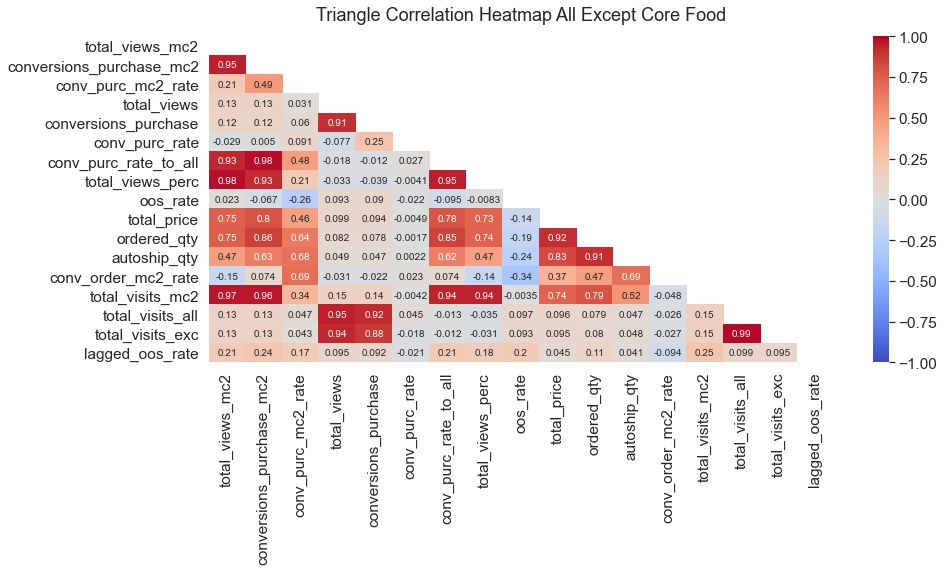 Triangle Correlation Heatmap All Except Core Food
total_views_mc2
conversions_purchase_mc2 0.95
conv_purc_mc2_rate 0.21 0.49
total_views 0.13 0.13 0.031
conversions_purchase 0.12 0.12 0.06 0.91
conv_purc_rate -0.029 0.005 0.091 -0.077 0.25
conv_purc_rate_to_all 0.93 0.98 0.48 -0.018 -0.012 0.027
total_views_perc 0.98 0.93 0.21 -0.033 -0.039 -0.0041 0.95
oos_rate 0.023 -0.067 -0.26 0.093 0.09 -0.022 -0.095 -0.0083
total_price 0.75 0.8 0.46 0.099 0.094 -0.0049 0.78 0.73 -0.14
ordered_qty 0.75 0.86 0.64 0.082 0.078 -0.0017 0.85 0.74 -0.19 0.92
autoship_qty 0.47 0.63 0.68 0.049 0.047 0.0022 0.62 0.47 -0.24 0.83 0.91
conv_order_mc2_rate -0.15 0.074 0.69 -0.031 -0.022 0.023 0.074 -0.14 -0.34 0.37 0.47 0.69
total_visits_mc2 0.97 0.96 0.34 0.15 0.14 -0.0042 0.94 0.94 -0.0035 0.74 0.79 0.52 -0.048
total_visits_all 0.13 0.13 0.047 0.95 0.92 0.045 -0.013 -0.035 0.097 0.096 0.079 0.047 -0.026 0.15
total_visits_exc 0.13 0.13 0.043 0.94 0.88 -0.018 -0.012 -0.031 0.093 0.095 0.08 0.048 -0.027 0.15 0.99
lagged_oos_rate 0.21 0.24 0.17 0.095 0.092 -0.021 0.21 0.18 0.2 0.045 0.11 0.041 -0.094 0.25 0.099 0.095
total_views_mc2
conversions_purchase_mc2
conv_purc_mc2_rate
total_views
conversions_purchase
conv_purc_rate
conv_purc_rate_to_all
total_views_perc
oos_rate
total_price
ordered_qty
autoship_qty
conv_order_mc2_rate
total_visits_mc2
total_visits_all
total_visits_exc
lagged_oos_rate
1.00
0.75
0.50
0.25
0.00
−0.25
−0.50
−0.75
−1.00